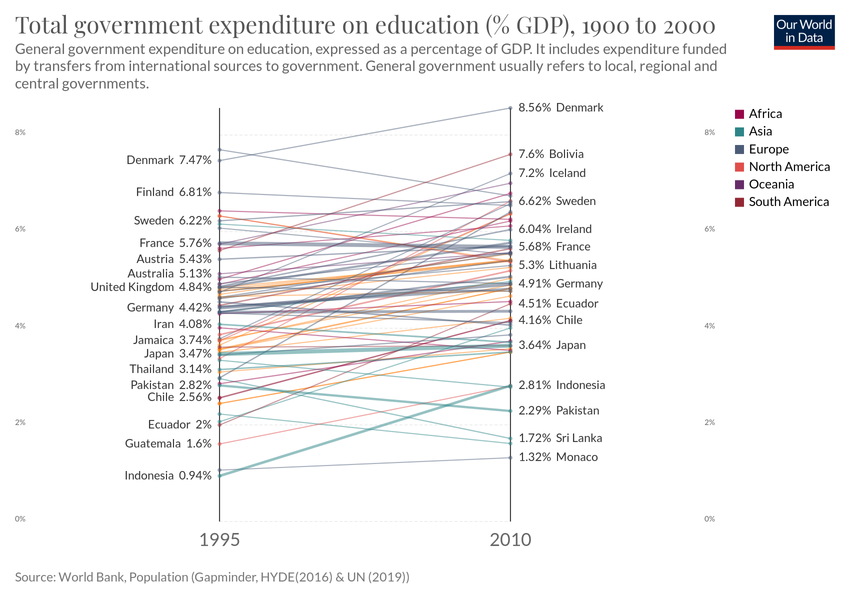 Total government expenditure on education (% GDP), 1900 to 2000
Our World
in Data
General government expenditure on education, expressed as a percentage of GDP. It includes expenditure funded
by transfers from international sources to government. General government usually refers to local, regional and
central governments.
8%
6%
4%
2%
0%
Denmark 7.47%
Finland 6.81%
Sweden 6.22%
France 5.76%
Austria 5.43%
Australia 5.13%
United Kingdom 4.84%
Germany 4.42%
Iran 4.08%
Jamaica 3.74%
Japan 3.47%
Thailand 3.14%
Pakistan 2.82%
Chile 2.56%
Ecuador 2%
Guatemala 1.6%
Indonesia 0.94%
8.56% Denmark
7.6% Bolivia
7.2% Iceland
6.62% Sweden
6.04% Ireland
5.68% France
5.3% Lithuania
4.91% Germany
4.51% Ecuador
4.16% Chile
3.64% Japan
2.81% Indonesia
2.29% Pakistan
1.72% Sri Lanka
1.32% Monaco
8%
6%
4%
2%
0%
Africa
Asia
Europe
North America
Oceania
South America
1995
2010
Source: World Bank, Population (Gapminder, HYDE(2016) & UN (2019))